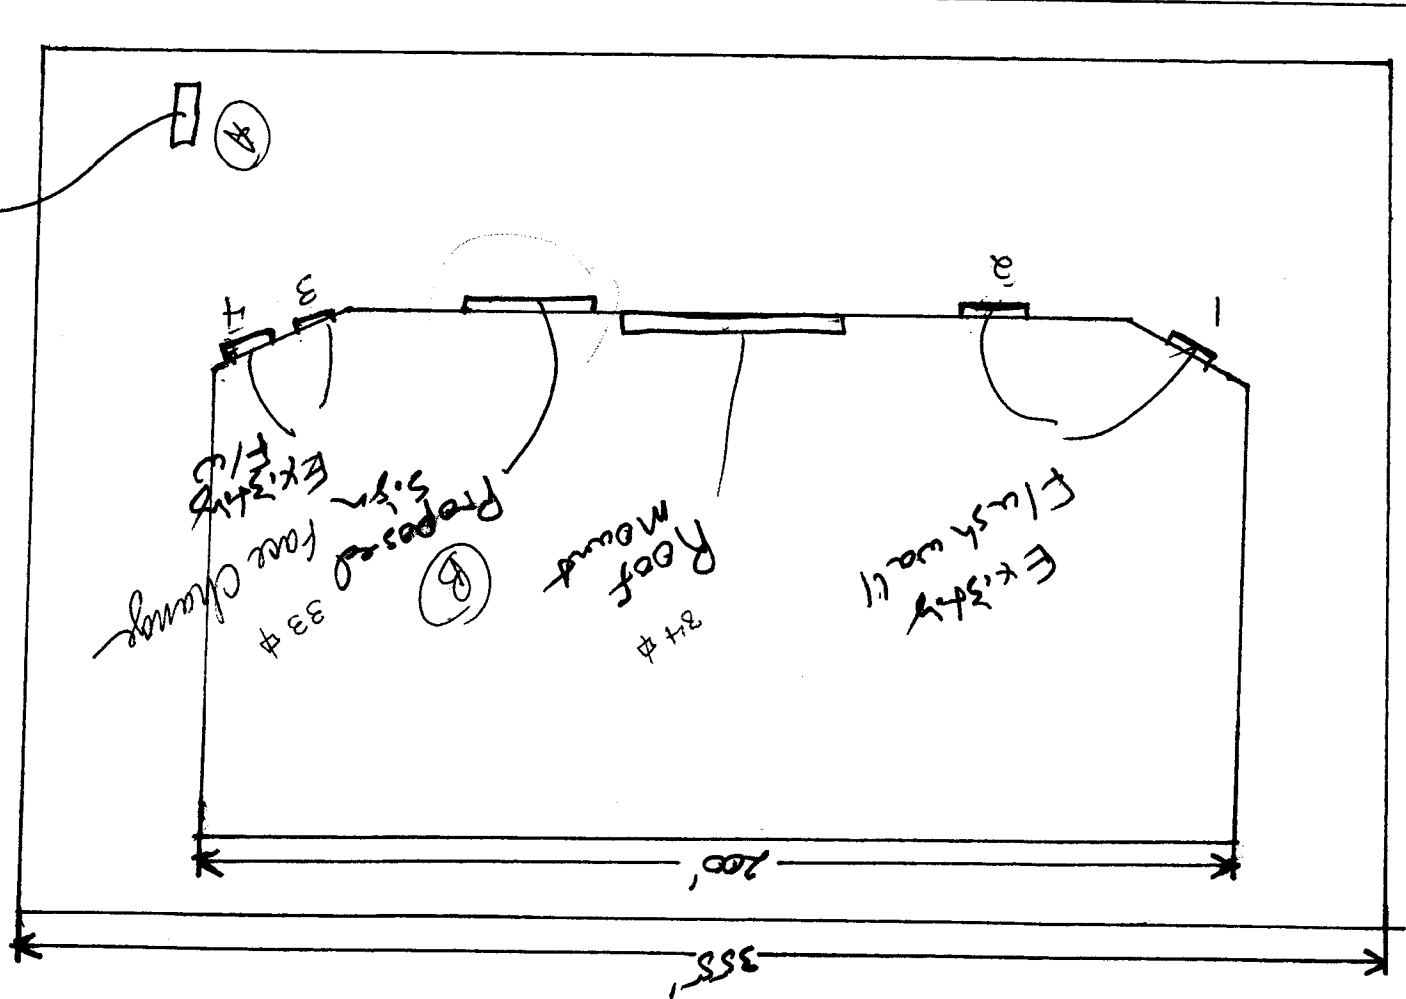 355'
200'
Existing
Flush wall
34 ⌀
Roof
mount
B
Proposed
Sign
33 ⌀
Face Change
Existing
F/W
1
2
3
4
A